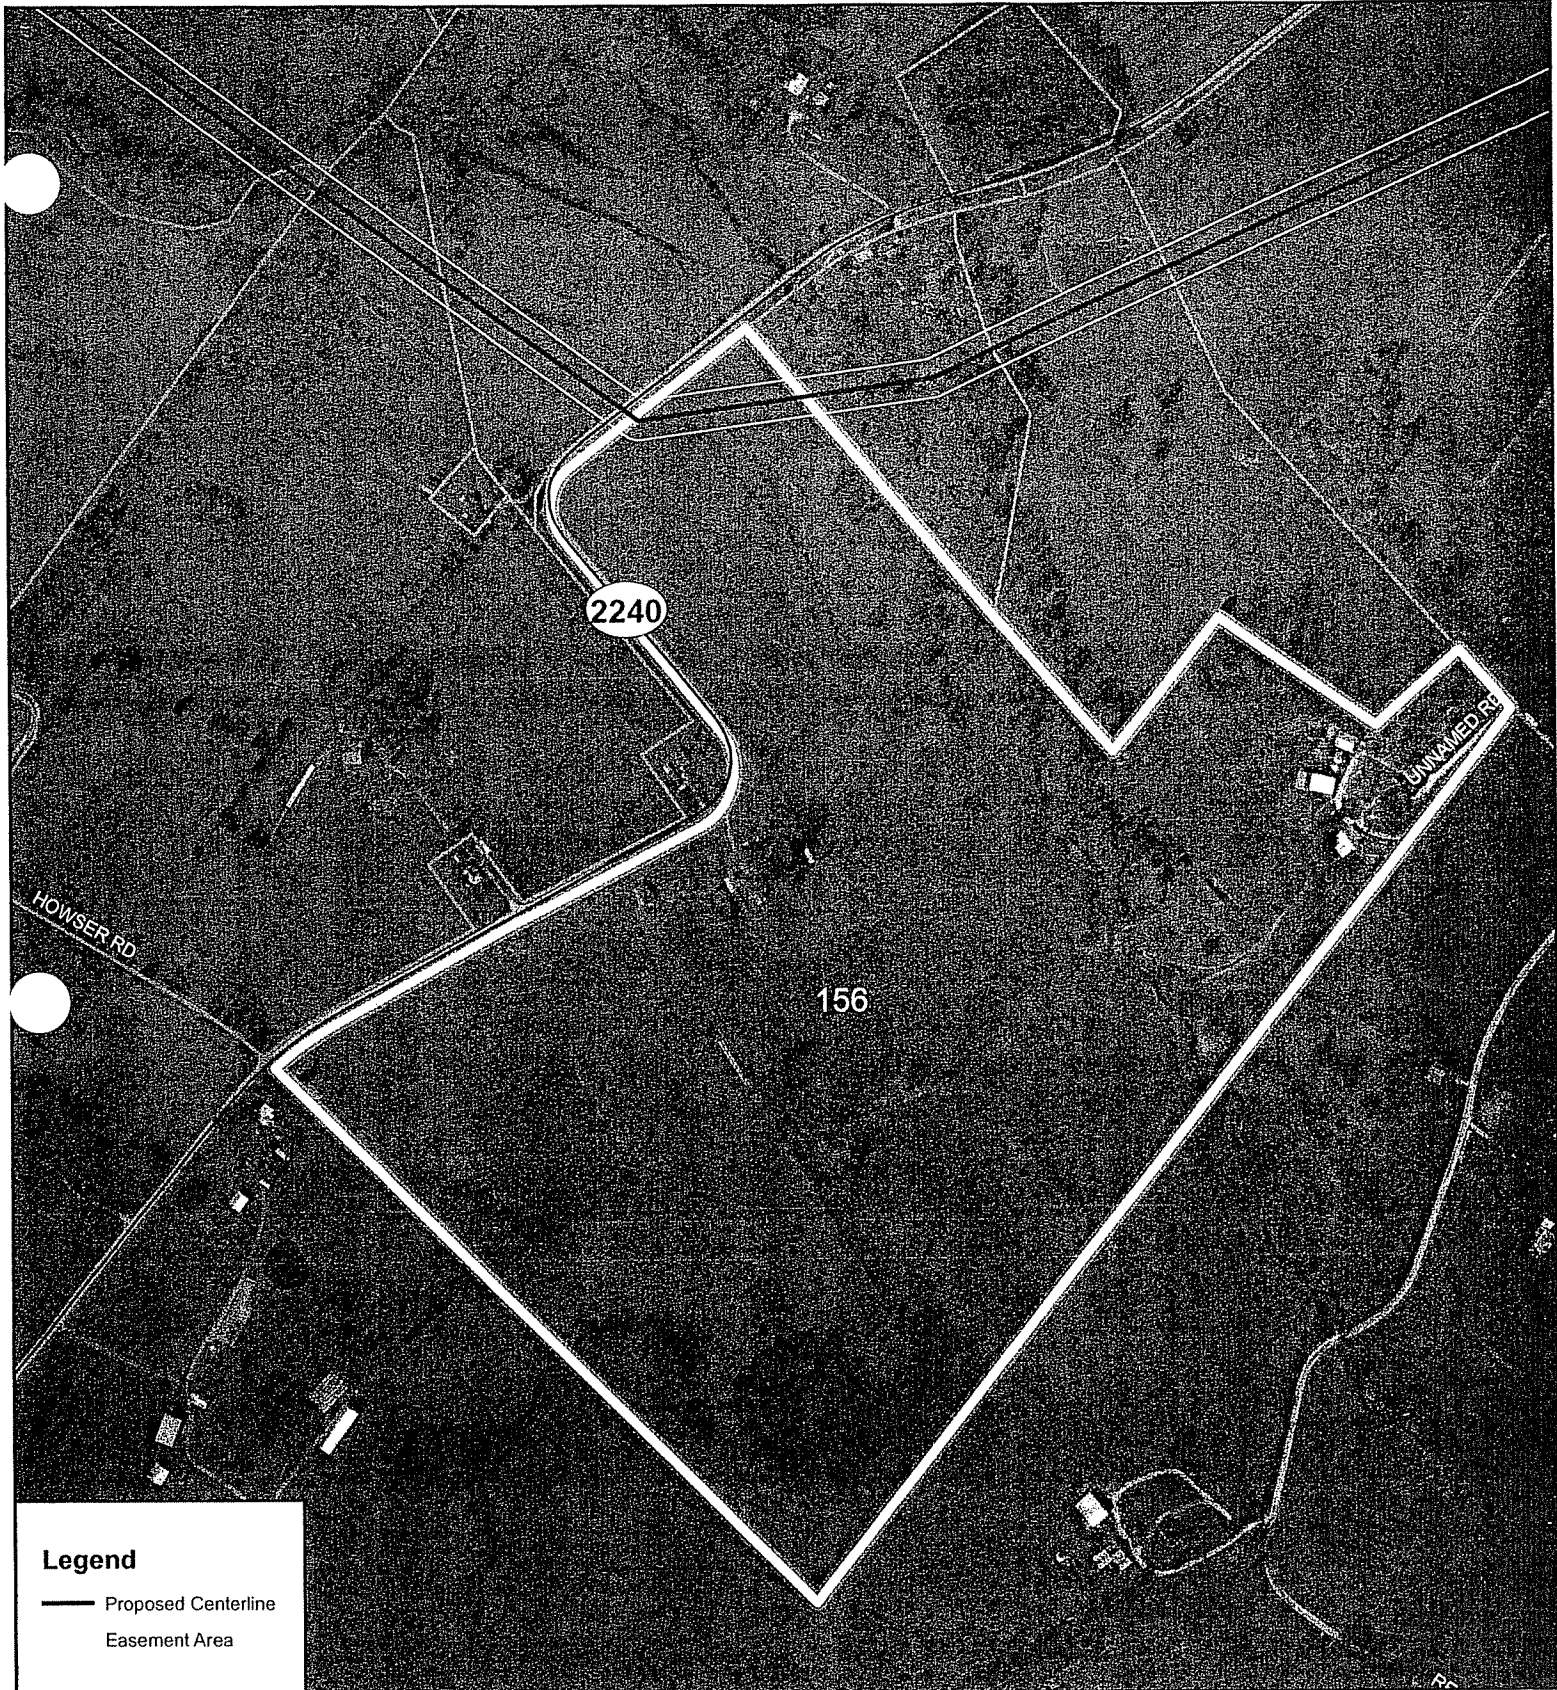 2240
UNNAMED RD
HOWSER RD
156
Legend
Proposed Centerline
Easement Area